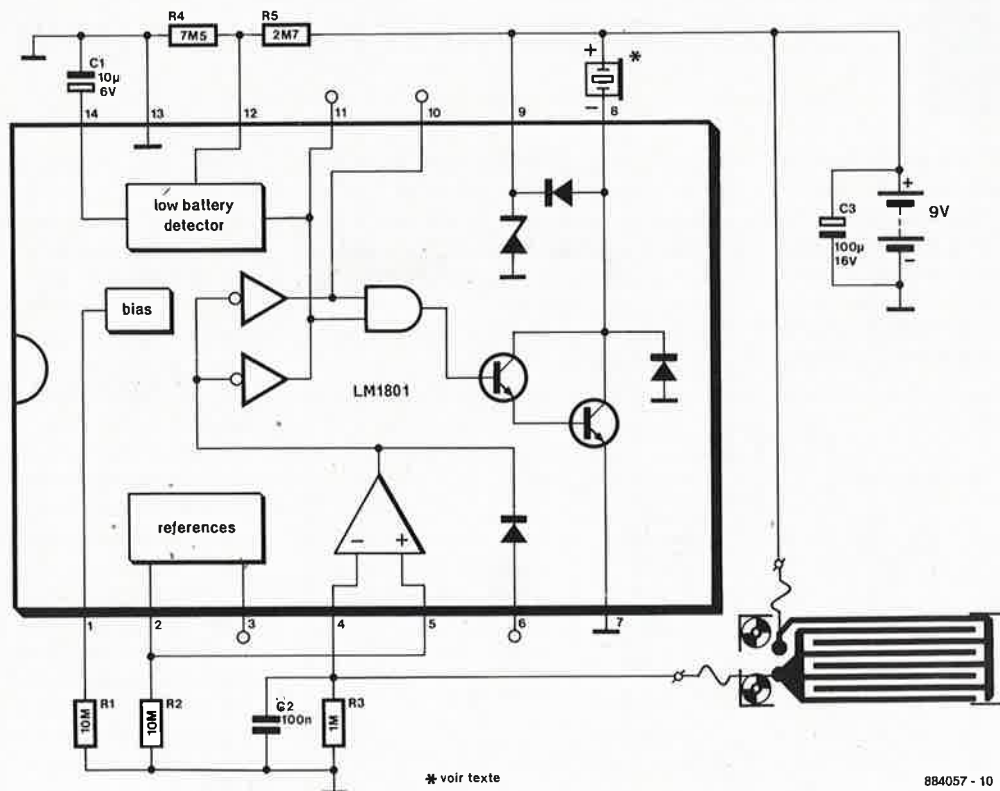 R4
7M5
R5
2M7
C1
10µ
6V
+
*
−
14
13
12
11
10
9
8
low battery
detector
bias
LM1801
references
−
+
C3
100µ
16V
+
9V
−
1
2
3
4
5
6
7
R1
10M
R2
10M
C2
100n
R3
1M
* voir texte
884057 - 10